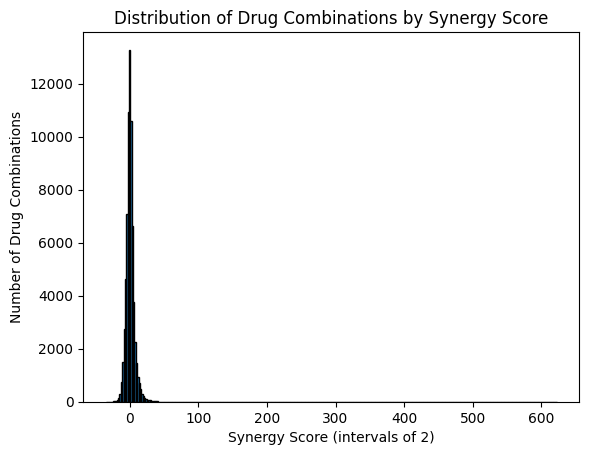 Distribution of Drug Combinations by Synergy Score
Number of Drug Combinations
12000
10000
8000
6000
4000
2000
0
0 100 200 300 400 500 600
Synergy Score (intervals of 2)